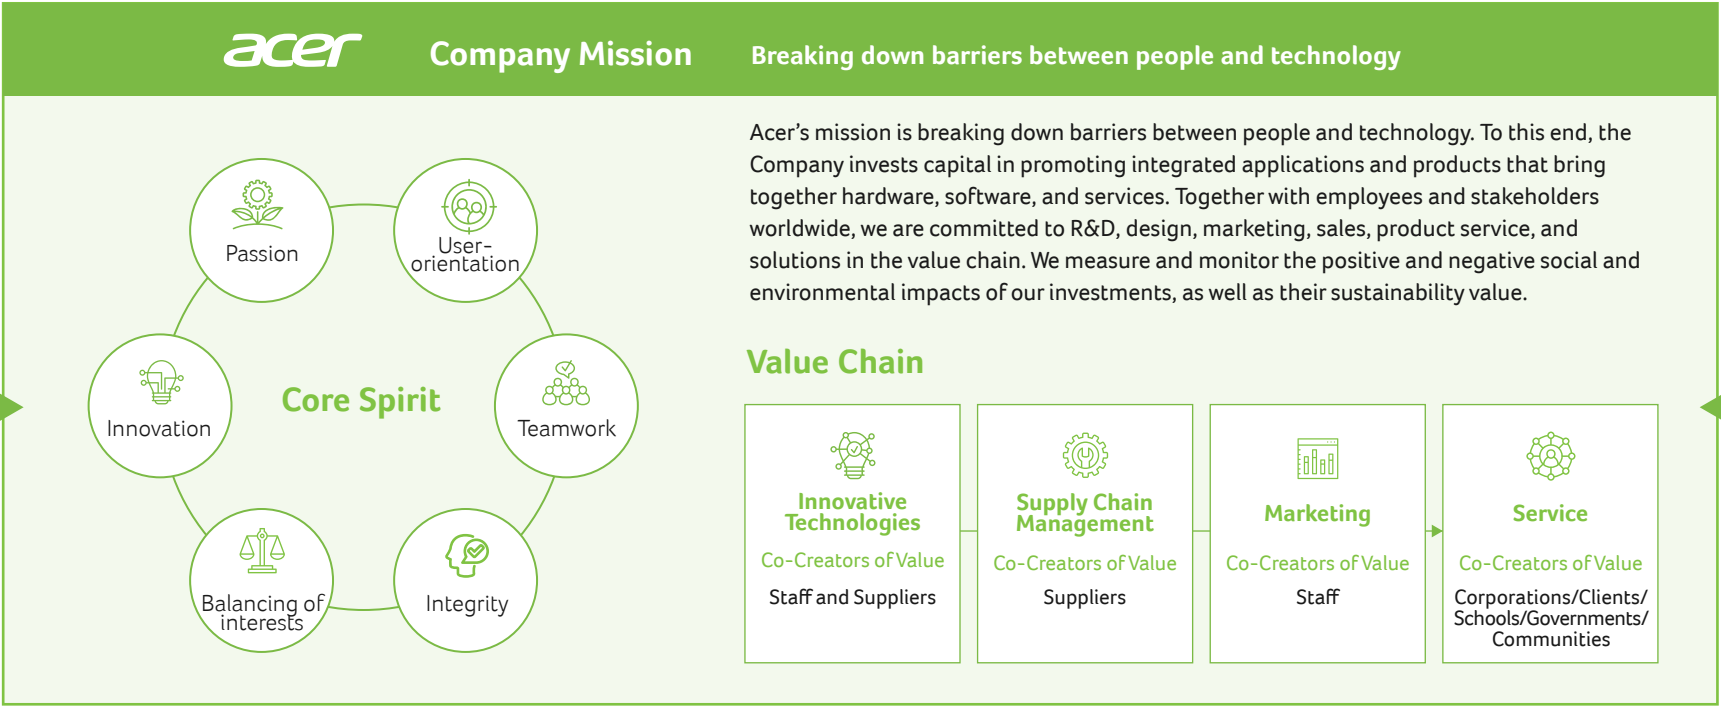 acer
Company Mission
Breaking down barriers between people and technology
Passion
User-
orientation
Innovation
Core Spirit
Teamwork
Balancing of
interests
Integrity
Acer's mission is breaking down barriers between people and technology. To this end, the
Company invests capital in promoting integrated applications and products that bring
together hardware, software, and services. Together with employees and stakeholders
worldwide, we are committed to R&D, design, marketing, sales, product service, and
solutions in the value chain. We measure and monitor the positive and negative social and
environmental impacts of our investments, as well as their sustainability value.
Value Chain
Innovative
Technologies
Co-Creators of Value
Staff and Suppliers
Supply Chain
Management
Co-Creators of Value
Suppliers
Marketing
Co-Creators of Value
Staff
Service
Co-Creators of Value
Corporations/Clients/
Schools/Governments/
Communities